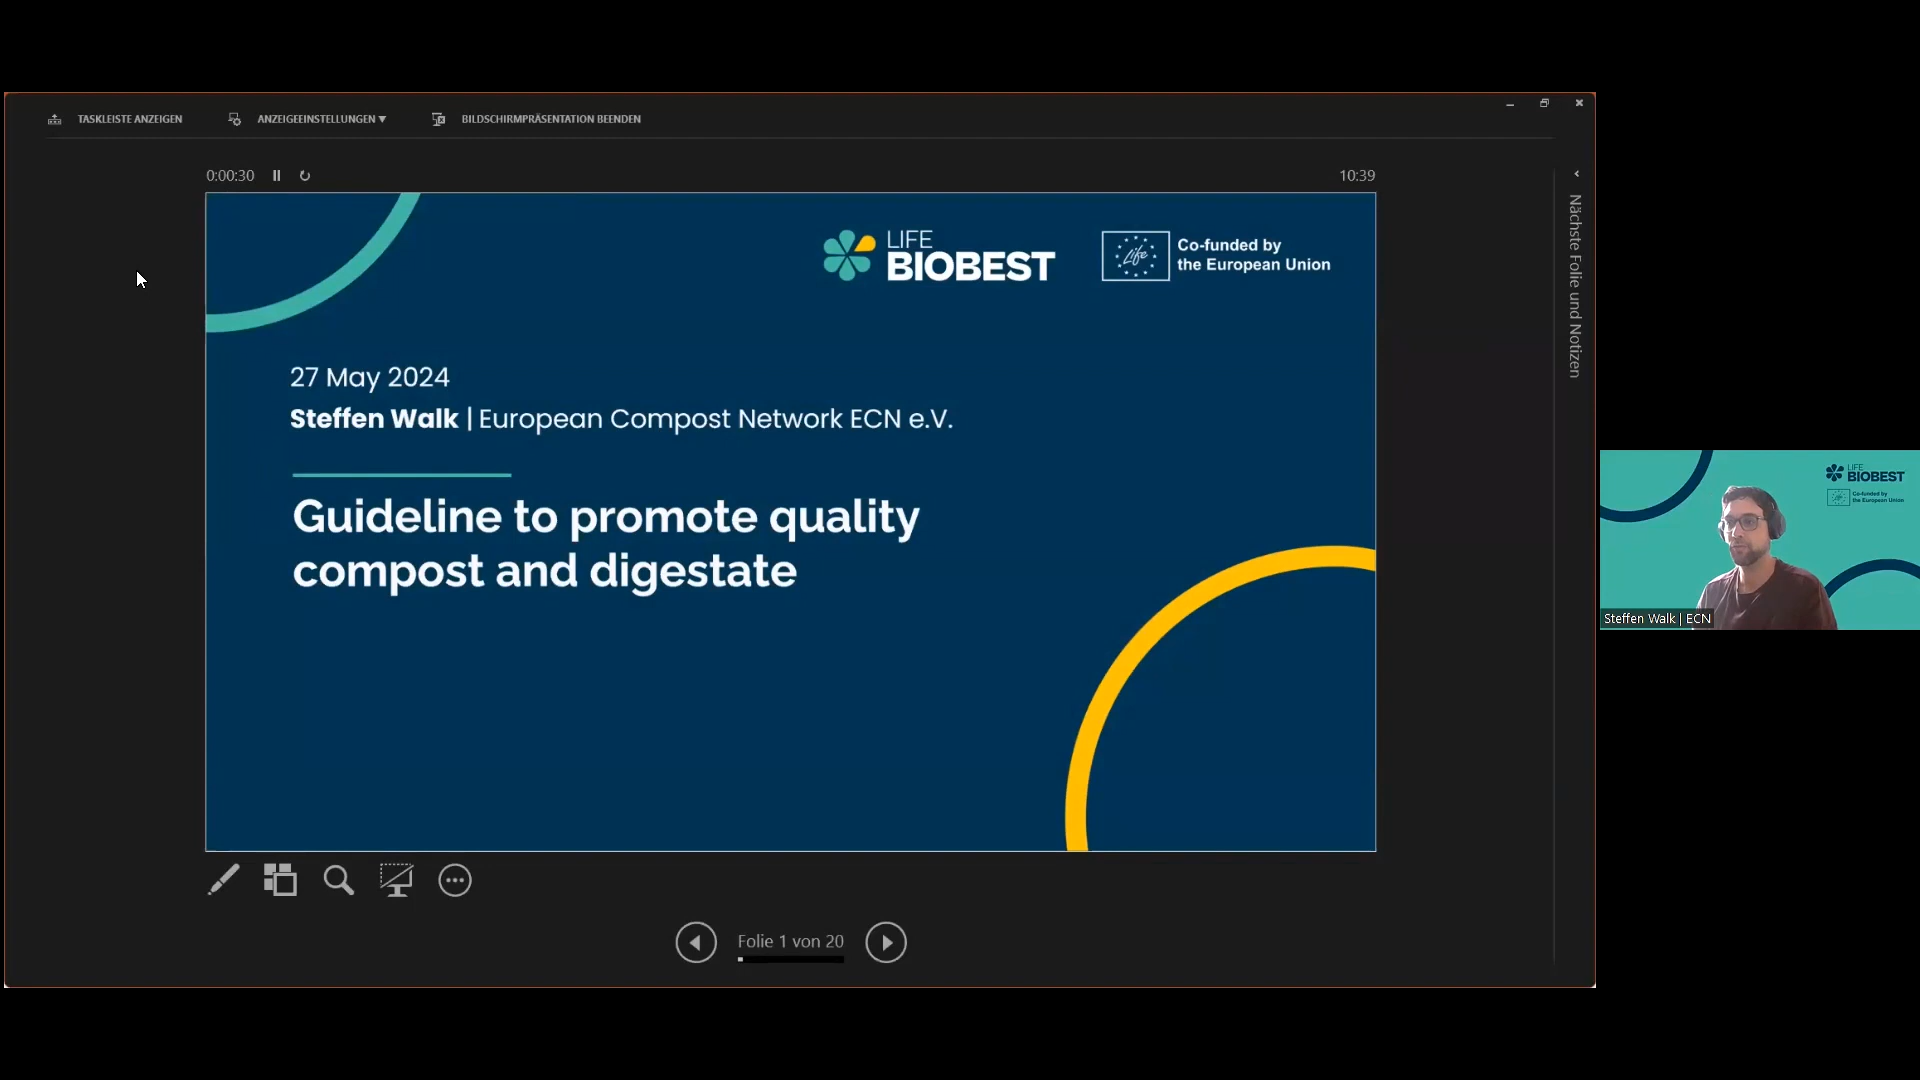 TASKLEISTE ANZEIGEN
ANZEIGEEINSTELLUNGEN ▼
BILDSCHIRMPRÄSENTATION BEENDEN
0:00:30
10:39
LIFE
BIOBEST
Life
Co-funded by
the European Union
27 May 2024
Steffen Walk | European Compost Network ECN e.V.
Guideline to promote quality
compost and digestate
Folie 1 von 20
Nächste Folie und Notizen
LIFE
BIOBEST
Co-funded by
the European Union
Steffen Walk | ECN